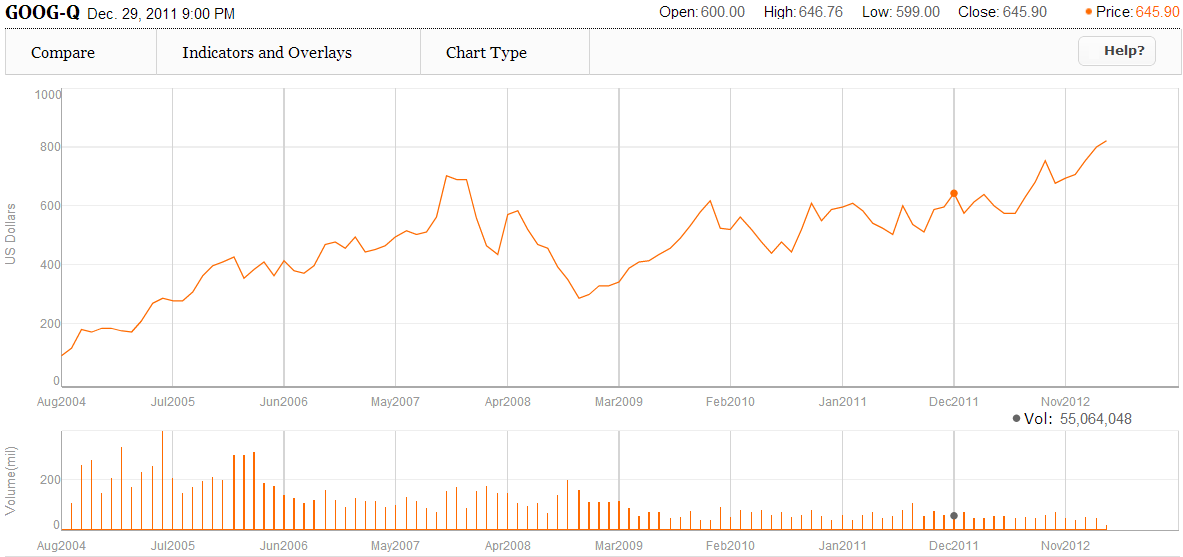 GOOG-Q Dec. 29, 2011 9:00 PM Open: 600.00 High: 646.76 Low: 599.00 Close: 645.90 Price: 645.90
Compare Indicators and Overlays Chart Type Help?
1000
800
600
400
200
0
US Dollars
Aug2004 Jul2005 Jun2006 May2007 Apr2008 Mar2009 Feb2010 Jan2011 Dec2011 Nov2012
Vol: 55,064,048
200
0
Volume(mil)
Aug2004 Jul2005 Jun2006 May2007 Apr2008 Mar2009 Feb2010 Jan2011 Dec2011 Nov2012